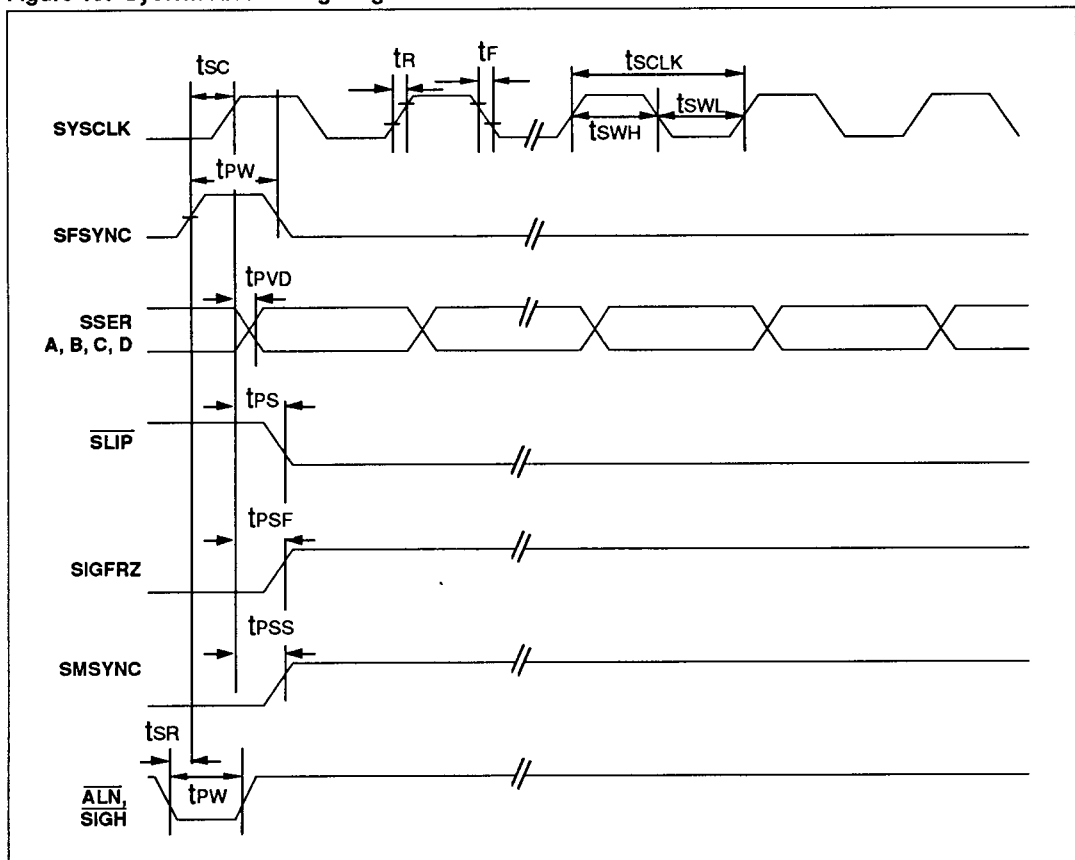 tSC
tR
tF
tSCLK
SYSCLK
tSWH
tSWL
tPW
SFSYNC
tPVD
SSER
A, B, C, D
tPS
SLIP
tPSF
SIGFRZ
tPSS
SMSYNC
tSR
tPW
ALN,
SIGH